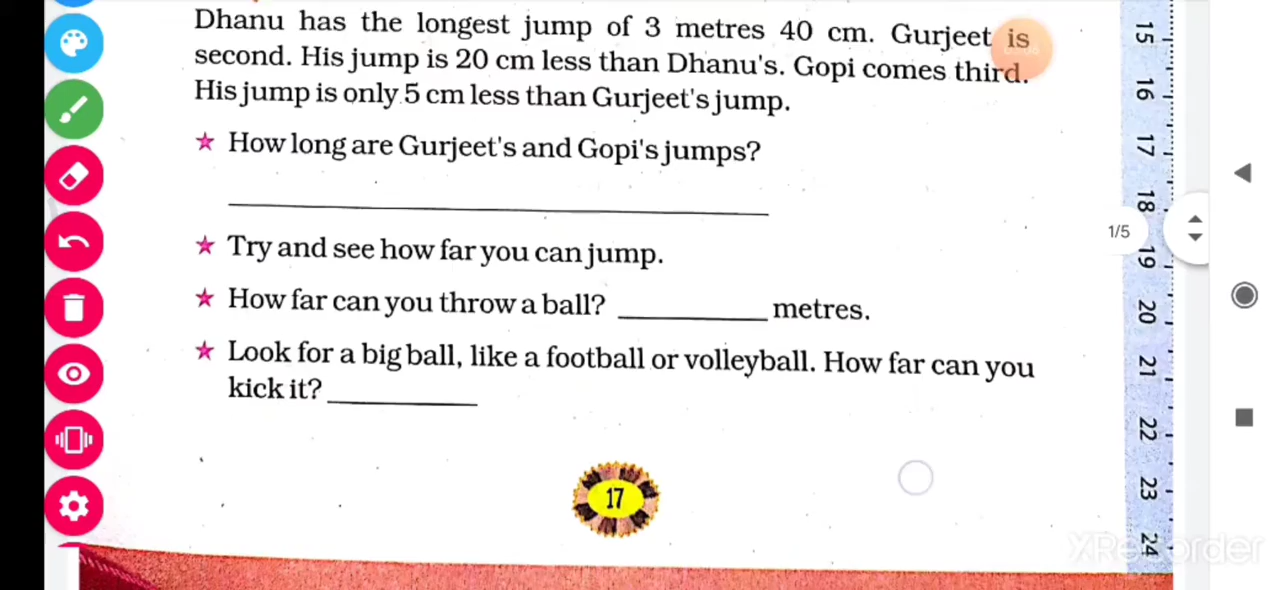 Dhanu has the longest jump of 3 metres 40 cm. Gurjeet is
second. His jump is 20 cm less than Dhanu's. Gopi comes third.
His jump is only 5 cm less than Gurjeet's jump.
★ How long are Gurjeet's and Gopi's jumps?
★ Try and see how far you can jump.
★ How far can you throw a ball? __________ metres.
★ Look for a big ball, like a football or volleyball. How far can you
kick it? __________
17
15
16
17
18
19
20
21
22
23
24
1/5
XRecorder